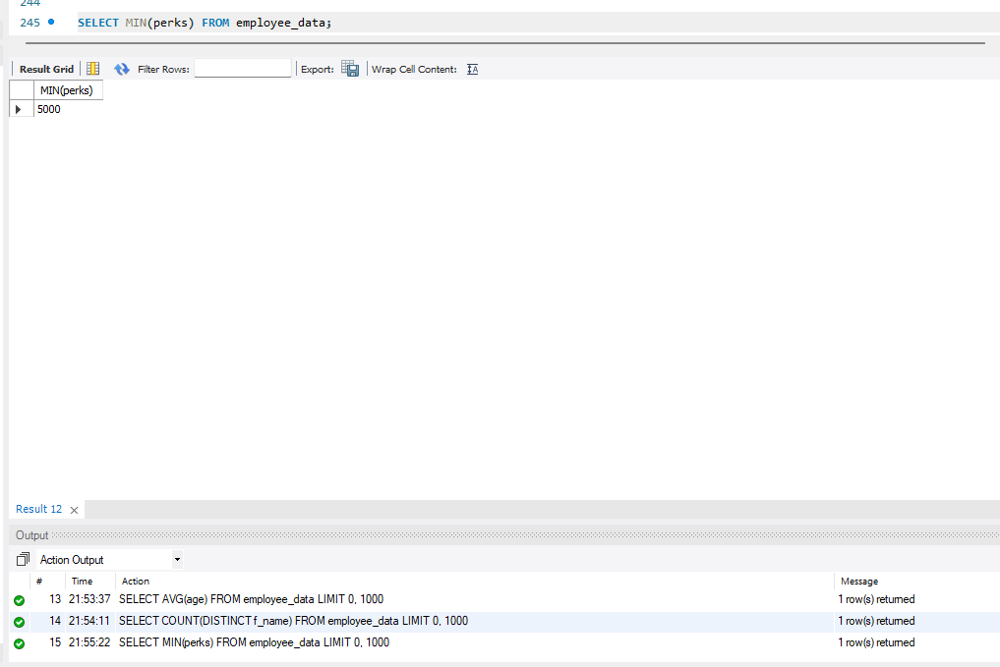 244
245 SELECT MIN(perks) FROM employee_data;
Result Grid Filter Rows: Export: Wrap Cell Content: IA
MIN(perks)
5000
Result 12 ×
Output
Action Output
# Time Action Message
13 21:53:37 SELECT AVG(age) FROM employee_data LIMIT 0, 1000 1 row(s) returned
14 21:54:11 SELECT COUNT(DISTINCT f_name) FROM employee_data LIMIT 0, 1000 1 row(s) returned
15 21:55:22 SELECT MIN(perks) FROM employee_data LIMIT 0, 1000 1 row(s) returned